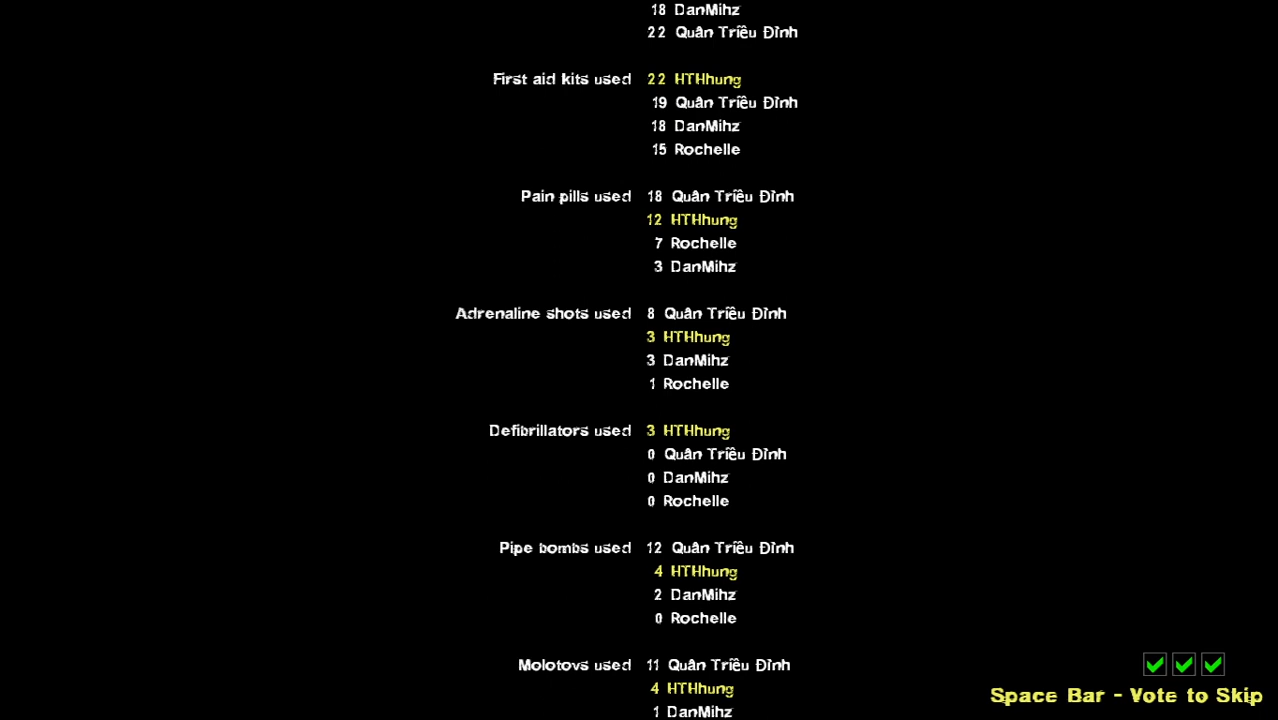 18 DanMihz
22 Quân Triều Đình
First aid kits used 22 HTHhung
19 Quân Triều Đình
18 DanMihz
15 Rochelle
Pain pills used 18 Quân Triều Đình
12 HTHhung
7 Rochelle
3 DanMihz
Adrenaline shots used 8 Quân Triều Đình
3 HTHhung
3 DanMihz
1 Rochelle
Defibrillators used 3 HTHhung
0 Quân Triều Đình
0 DanMihz
0 Rochelle
Pipe bombs used 12 Quân Triều Đình
4 HTHhung
2 DanMihz
0 Rochelle
Molotovs used 11 Quân Triều Đình
4 HTHhung
1 DanMihz
Space Bar - Vote to Skip